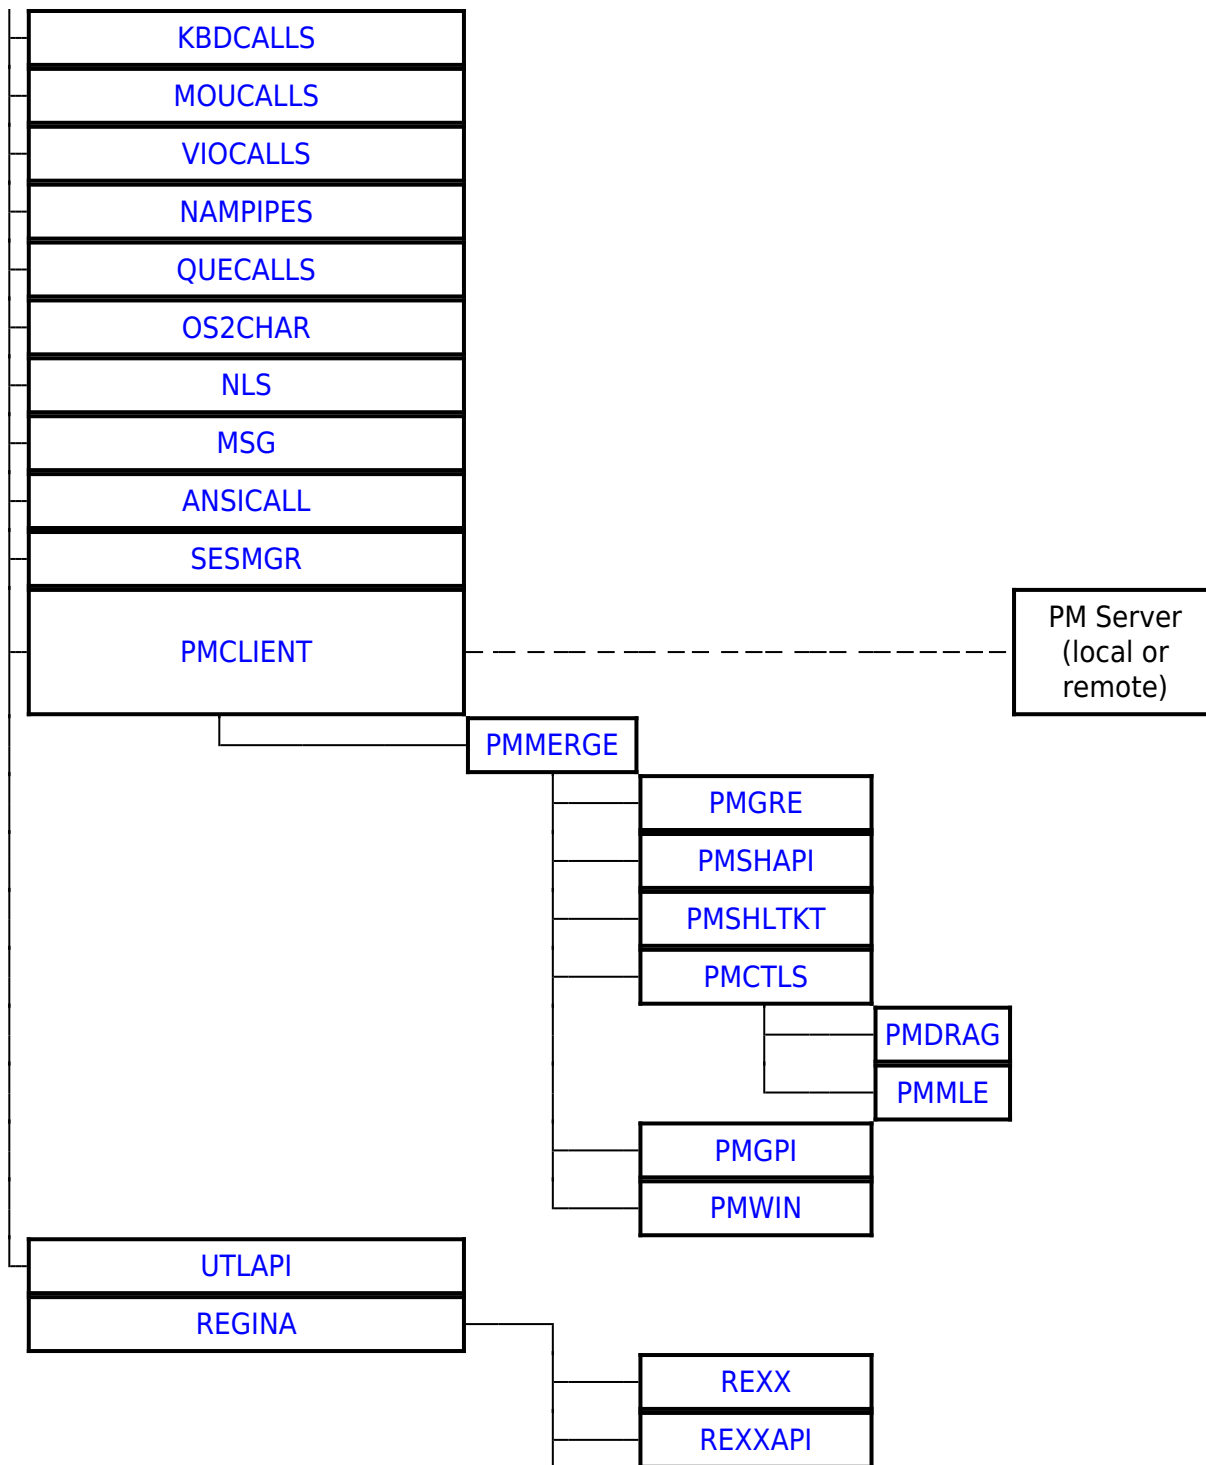 KBDCALLS
MOUCALLS
VIOCALLS
NAMPIPES
QUECALLS
OS2CHAR
NLS
MSG
ANSICALL
SESMGR
PMCLIENT
PM Server
(local or
remote)
PMMERGE
PMGRE
PMSHAPI
PMSHLTKT
PMCTLS
PMDRAG
PMMLE
PMGPI
PMWIN
UTLAPI
REGINA
REXX
REXXAPI